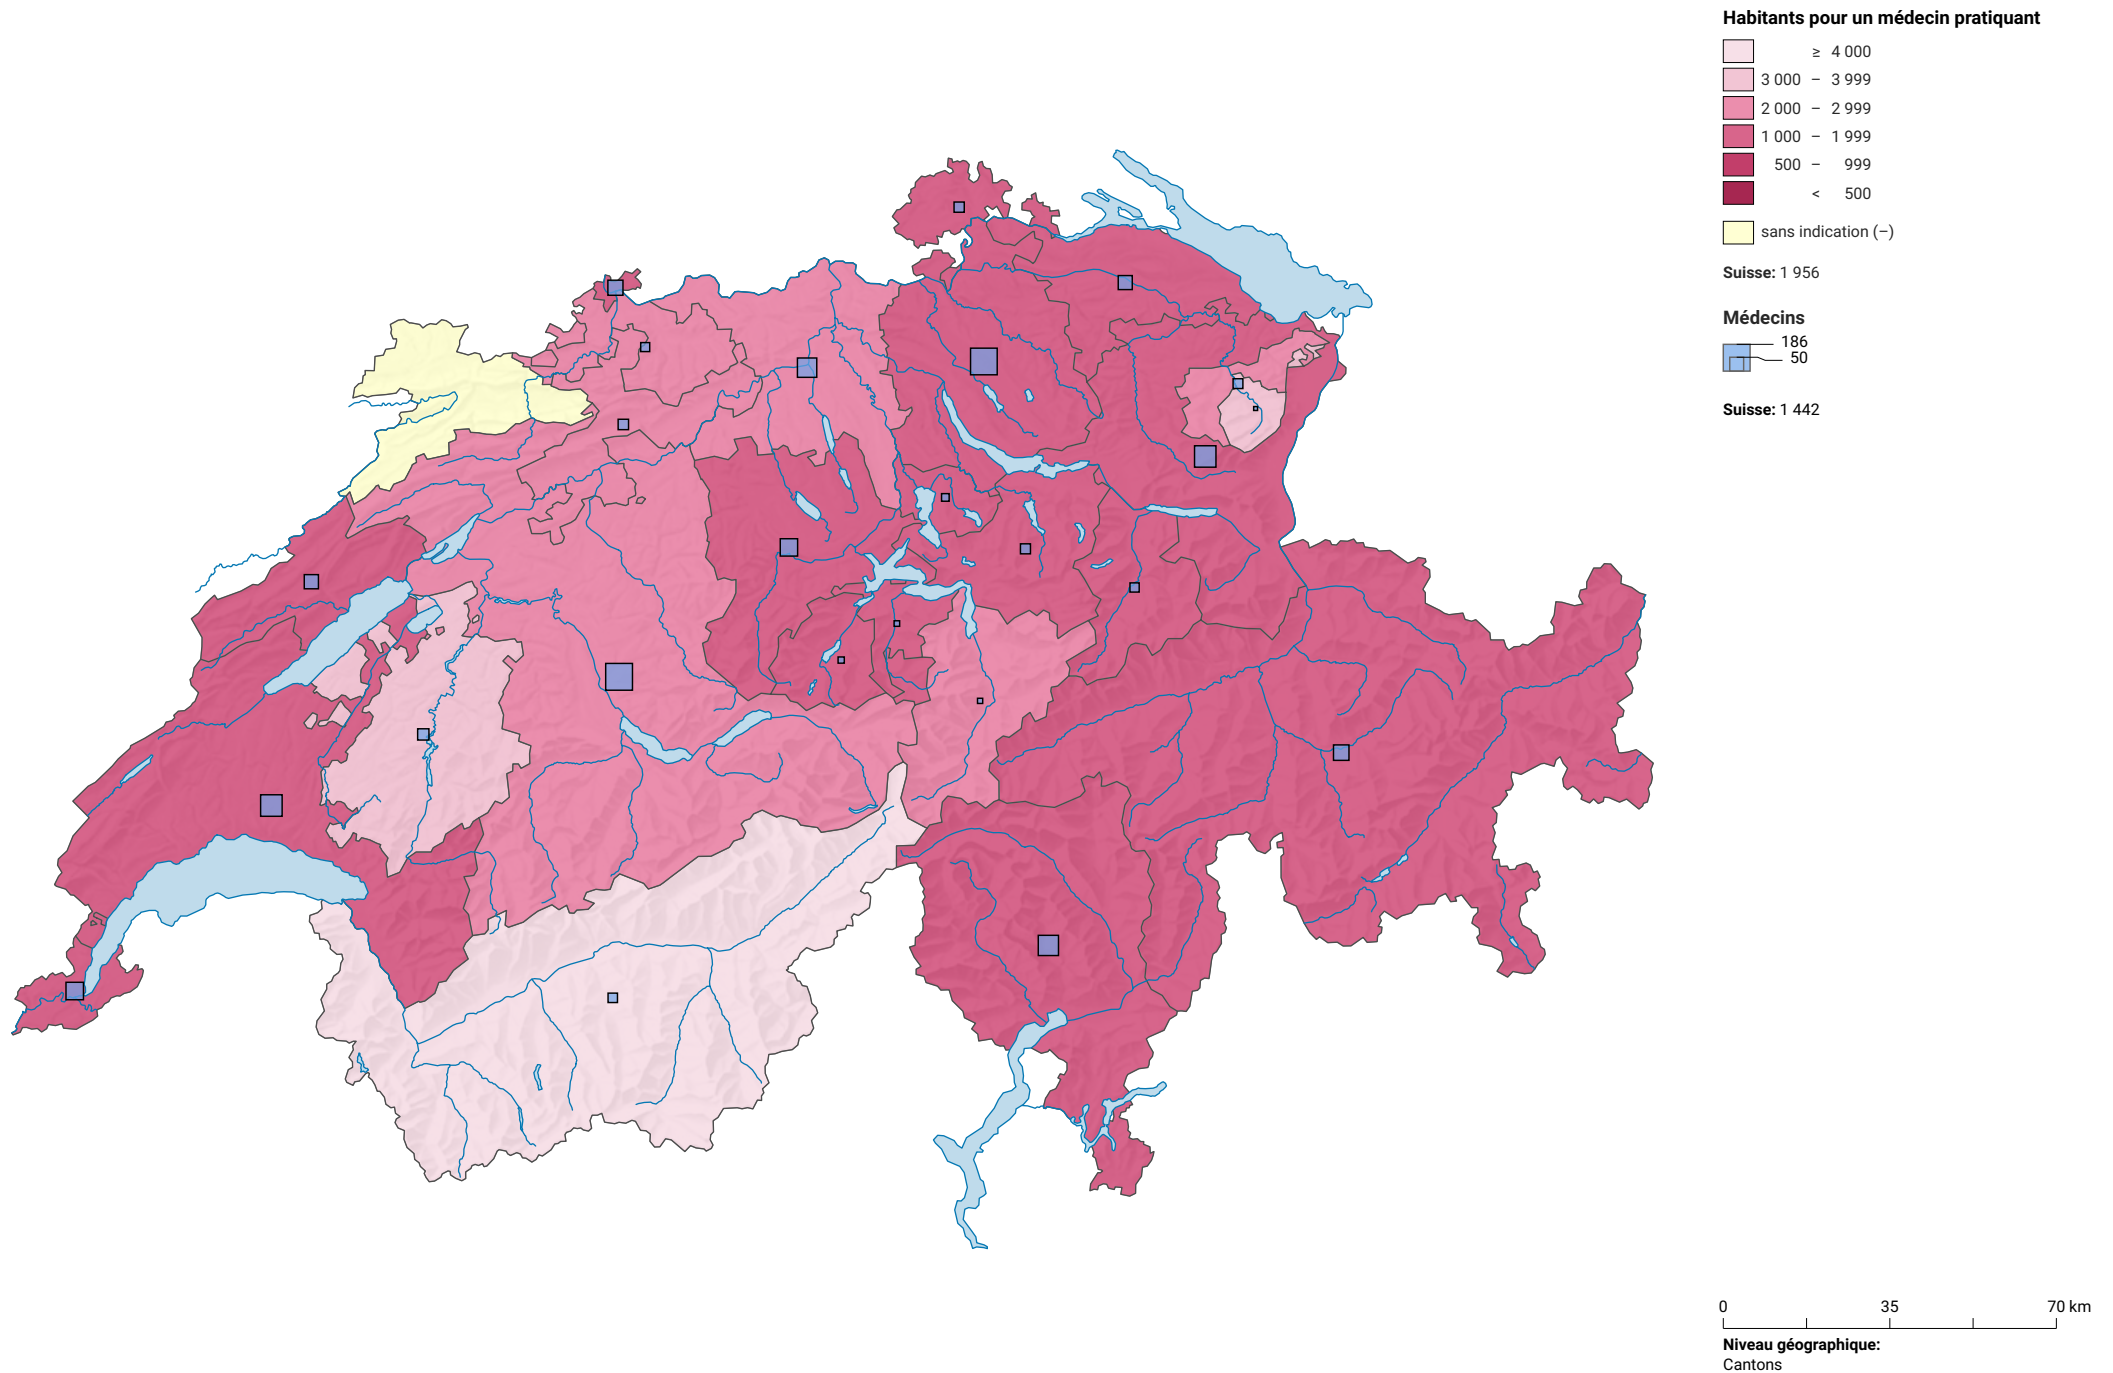 Habitants pour un médecin pratiquant
≥ 4 000
3 000 – 3 999
2 000 – 2 999
1 000 – 1 999
500 – 999
< 500
sans indication (–)
Suisse: 1 956
Médecins
186
50
Suisse: 1 442
0 35 70 km
Niveau géographique:
Cantons